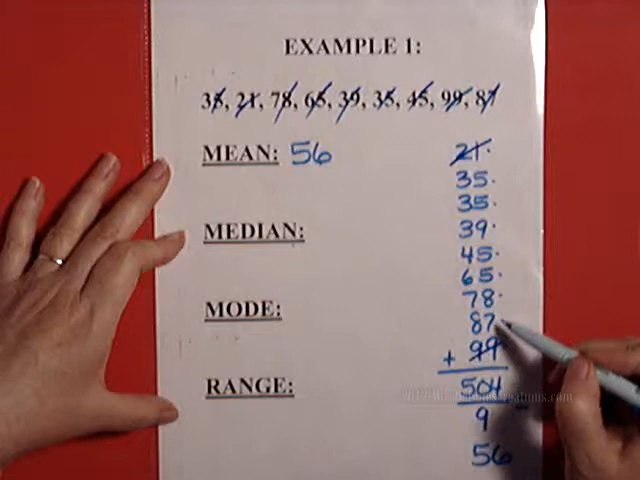 EXAMPLE 1:
35, 21, 78, 65, 39, 35, 45, 99, 87
MEAN: 56
21
35
35
MEDIAN:
39
45
65
78
MODE:
87
+ 99
RANGE:
504
9
56